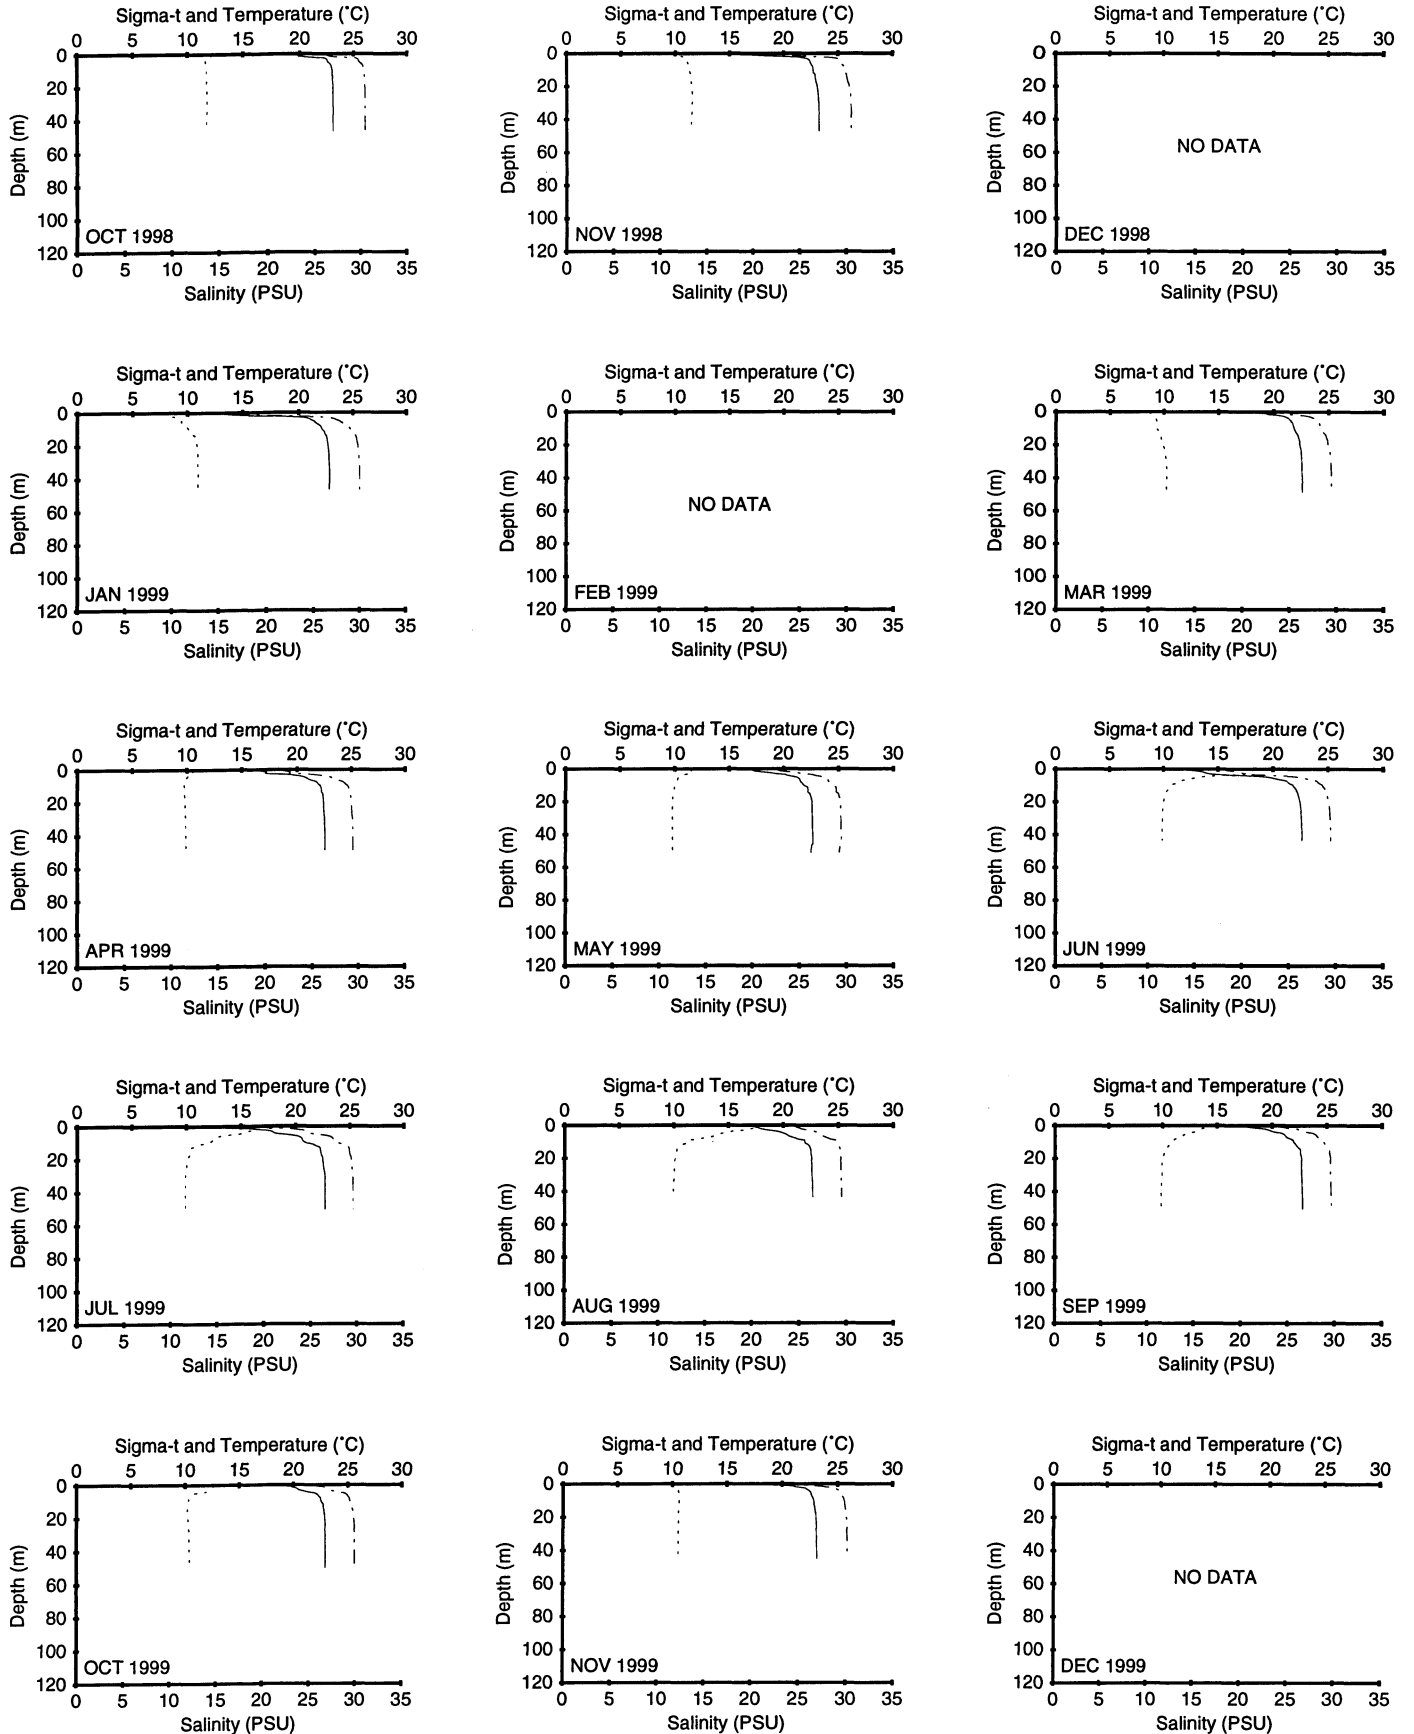 Sigma-t and Temperature (˚C)
0 5 10 15 20 25 30
0
20
40
60
80
100
120
Depth (m)
OCT 1998
0 5 10 15 20 25 30 35
Salinity (PSU)
Sigma-t and Temperature (˚C)
0 5 10 15 20 25 30
0
20
40
60
80
100
120
Depth (m)
NOV 1998
0 5 10 15 20 25 30 35
Salinity (PSU)
Sigma-t and Temperature (˚C)
0 5 10 15 20 25 30
0
20
40
60
80
100
120
Depth (m)
NO DATA
DEC 1998
0 5 10 15 20 25 30 35
Salinity (PSU)
Sigma-t and Temperature (˚C)
0 5 10 15 20 25 30
0
20
40
60
80
100
120
Depth (m)
JAN 1999
0 5 10 15 20 25 30 35
Salinity (PSU)
Sigma-t and Temperature (˚C)
0 5 10 15 20 25 30
0
20
40
60
80
100
120
Depth (m)
NO DATA
FEB 1999
0 5 10 15 20 25 30 35
Salinity (PSU)
Sigma-t and Temperature (˚C)
0 5 10 15 20 25 30
0
20
40
60
80
100
120
Depth (m)
MAR 1999
0 5 10 15 20 25 30 35
Salinity (PSU)
Sigma-t and Temperature (˚C)
0 5 10 15 20 25 30
0
20
40
60
80
100
120
Depth (m)
APR 1999
0 5 10 15 20 25 30 35
Salinity (PSU)
Sigma-t and Temperature (˚C)
0 5 10 15 20 25 30
0
20
40
60
80
100
120
Depth (m)
MAY 1999
0 5 10 15 20 25 30 35
Salinity (PSU)
Sigma-t and Temperature (˚C)
0 5 10 15 20 25 30
0
20
40
60
80
100
120
Depth (m)
JUN 1999
0 5 10 15 20 25 30 35
Salinity (PSU)
Sigma-t and Temperature (˚C)
0 5 10 15 20 25 30
0
20
40
60
80
100
120
Depth (m)
JUL 1999
0 5 10 15 20 25 30 35
Salinity (PSU)
Sigma-t and Temperature (˚C)
0 5 10 15 20 25 30
0
20
40
60
80
100
120
Depth (m)
AUG 1999
0 5 10 15 20 25 30 35
Salinity (PSU)
Sigma-t and Temperature (˚C)
0 5 10 15 20 25 30
0
20
40
60
80
100
120
Depth (m)
SEP 1999
0 5 10 15 20 25 30 35
Salinity (PSU)
Sigma-t and Temperature (˚C)
0 5 10 15 20 25 30
0
20
40
60
80
100
120
Depth (m)
OCT 1999
0 5 10 15 20 25 30 35
Salinity (PSU)
Sigma-t and Temperature (˚C)
0 5 10 15 20 25 30
0
20
40
60
80
100
120
Depth (m)
NOV 1999
0 5 10 15 20 25 30 35
Salinity (PSU)
Sigma-t and Temperature (˚C)
0 5 10 15 20 25 30
0
20
40
60
80
100
120
Depth (m)
NO DATA
DEC 1999
0 5 10 15 20 25 30 35
Salinity (PSU)